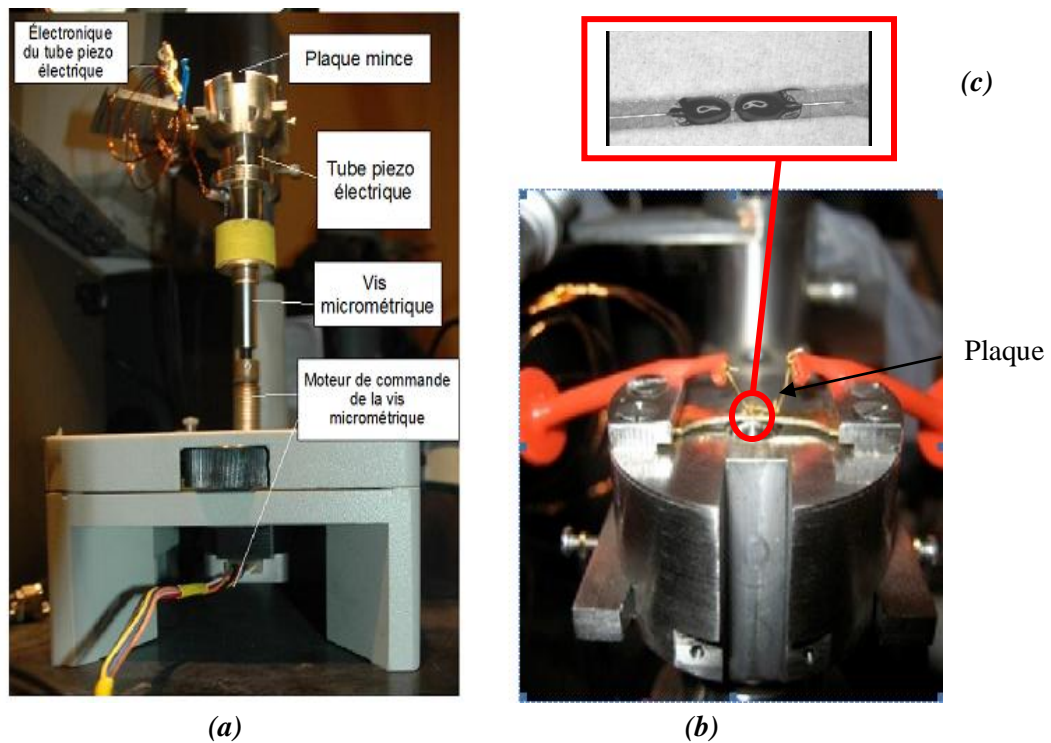 Électronique
du tube piezo
électrique
Plaque mince
Tube piezo
électrique
Vis
micrométrique
Moteur de commande
de la vis
micrométrique
(a)
(c)
Plaque
(b)